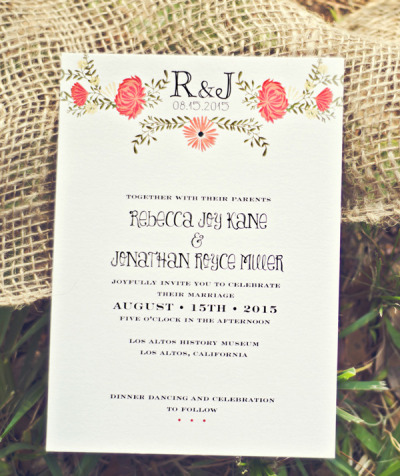 R&J
08.15.2015
TOGETHER WITH THEIR PARENTS
REBECCA JOY KANE
&
JONATHAN ROYCE MILLER
JOYFULLY INVITE YOU TO CELEBRATE
THEIR MARRIAGE
AUGUST • 15TH • 2015
FIVE O'CLOCK IN THE AFTERNOON
LOS ALTOS HISTORY MUSEUM
LOS ALTOS, CALIFORNIA
DINNER DANCING AND CELEBRATION
TO FOLLOW